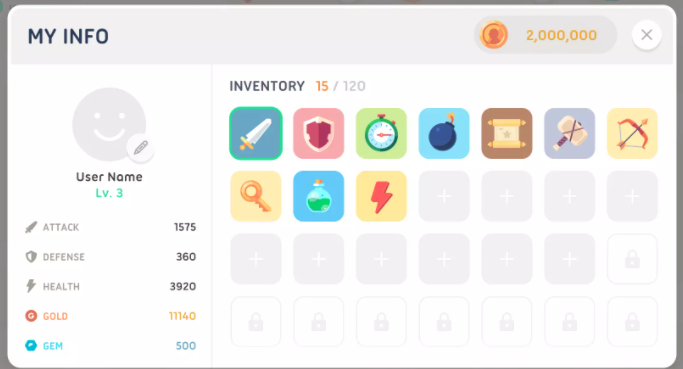 MY INFO
2,000,000
User Name
Lv. 3
ATTACK 1575
DEFENSE 360
HEALTH 3920
G GOLD 11140
GEM 500
INVENTORY 15 / 120